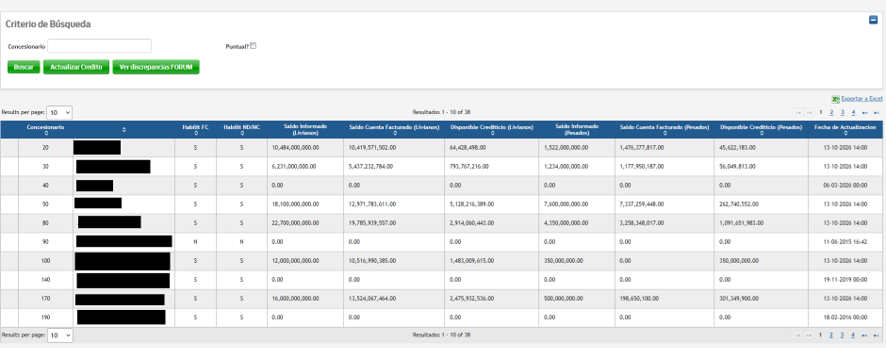 Criterio de Búsqueda
Concesionario Puntual?
Buscar Actualizar Credito Ver discrepancias FORUM
Exportar a Excel
Results per page: 10 Resultados 1 - 10 of 38 1 2 3 4
Concesionario Habilit FC Habilit ND/NC Saldo Informado (Livianos) Saldo Cuenta Facturado (Livianos) Disponible Crediticio (Livianos) Saldo Informado (Pesados) Saldo Cuenta Facturado (Pesados) Disponible Crediticio (Pesados) Fecha de Actualizacion
20 S S 10,484,000,000.00 10,419,571,502.00 64,428,498.00 1,522,000,000.00 1,476,377,817.00 45,622,183.00 13-10-2026 14:00
30 S S 6,231,000,000.00 5,437,232,784.00 793,767,216.00 1,234,000,000.00 1,177,950,187.00 56,049,813.00 13-10-2026 14:00
40 S S 0.00 0.00 0.00 0.00 0.00 0.00 06-03-2026 00:00
50 S S 18,100,000,000.00 12,971,783,611.00 5,128,216,389.00 7,600,000,000.00 7,337,259,448.00 262,740,552.00 13-10-2026 14:00
80 S S 22,700,000,000.00 19,785,939,557.00 2,914,060,443.00 4,350,000,000.00 3,258,348,017.00 1,091,651,983.00 13-10-2026 14:00
90 N N 0.00 0.00 0.00 0.00 0.00 0.00 11-06-2015 16:42
100 S S 12,000,000,000.00 10,516,990,385.00 1,483,009,615.00 350,000,000.00 0.00 350,000,000.00 13-10-2026 14:00
140 S S 0.00 0.00 0.00 0.00 0.00 0.00 19-11-2019 00:00
170 S S 16,000,000,000.00 13,524,067,464.00 2,475,932,536.00 500,000,000.00 198,650,100.00 301,349,900.00 13-10-2026 14:00
190 S S 0.00 0.00 0.00 0.00 0.00 0.00 18-02-2016 00:00
Results per page: 10 Resultados 1 - 10 of 38 1 2 3 4